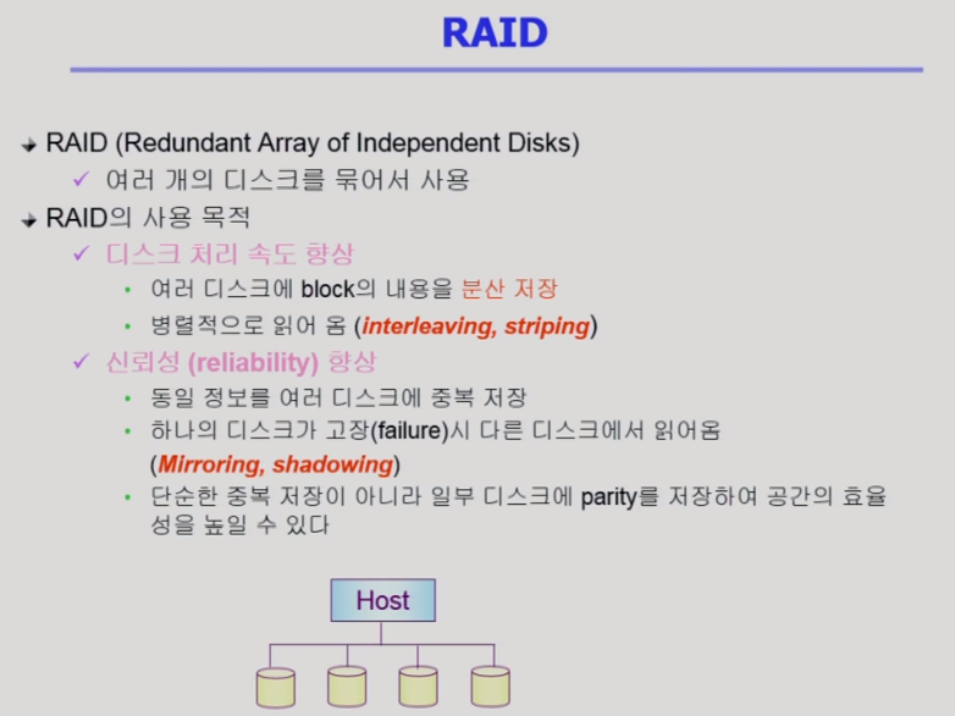 RAID
RAID (Redundant Array of Independent Disks)
여러 개의 디스크를 묶어서 사용
RAID의 사용 목적
디스크 처리 속도 향상
여러 디스크에 block의 내용을 분산 저장
병렬적으로 읽어 옴 (interleaving, striping)
신뢰성 (reliability) 향상
동일 정보를 여러 디스크에 중복 저장
하나의 디스크가 고장(failure)시 다른 디스크에서 읽어옴
(Mirroring, shadowing)
단순한 중복 저장이 아니라 일부 디스크에 parity를 저장하여 공간의 효율
성을 높일 수 있다
Host